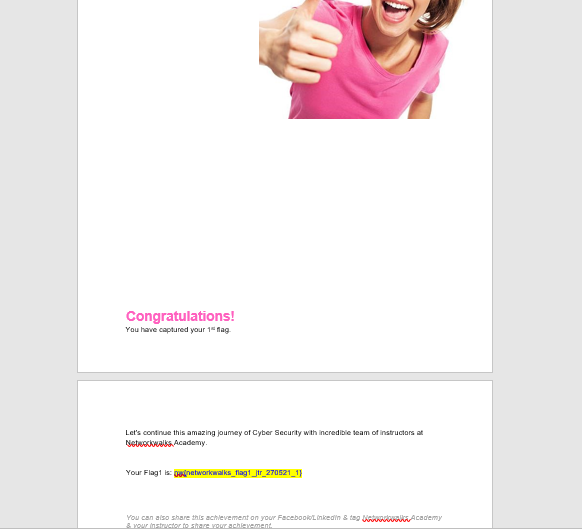 Congratulations!
You have captured your 1st flag.
Let's continue this amazing journey of Cyber Security with incredible team of instructors at
Networkwalks Academy.
Your Flag1 is: networkwalks_flag1_jtr_270521_1}
You can also share this achievement on your Facebook/LinkedIn & tag Networkwalks Academy
& your instructor to share your achievement.